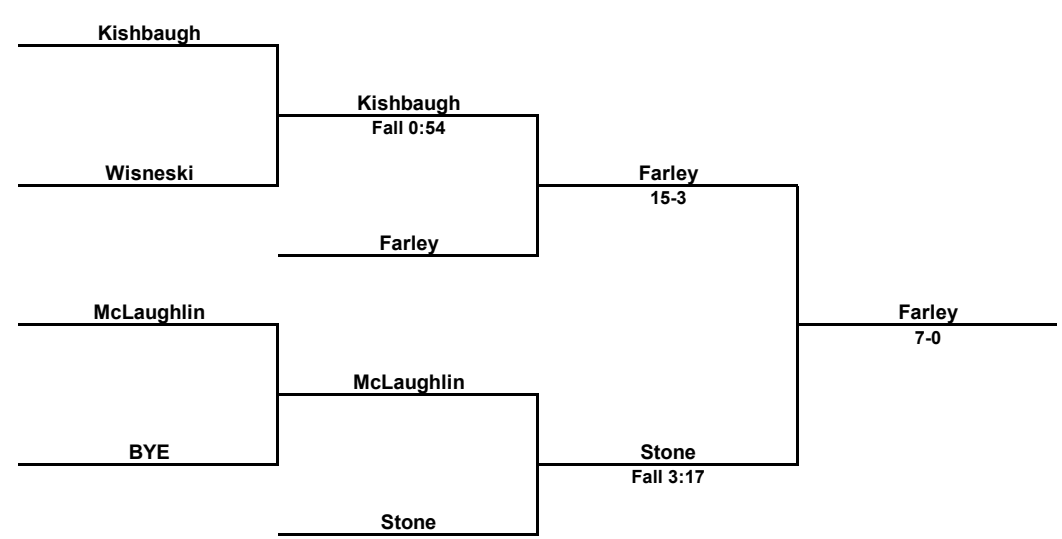 Kishbaugh
Kishbaugh
Fall 0:54
Wisneski
Farley
15-3
Farley
McLaughlin
Farley
7-0
McLaughlin
BYE
Stone
Fall 3:17
Stone